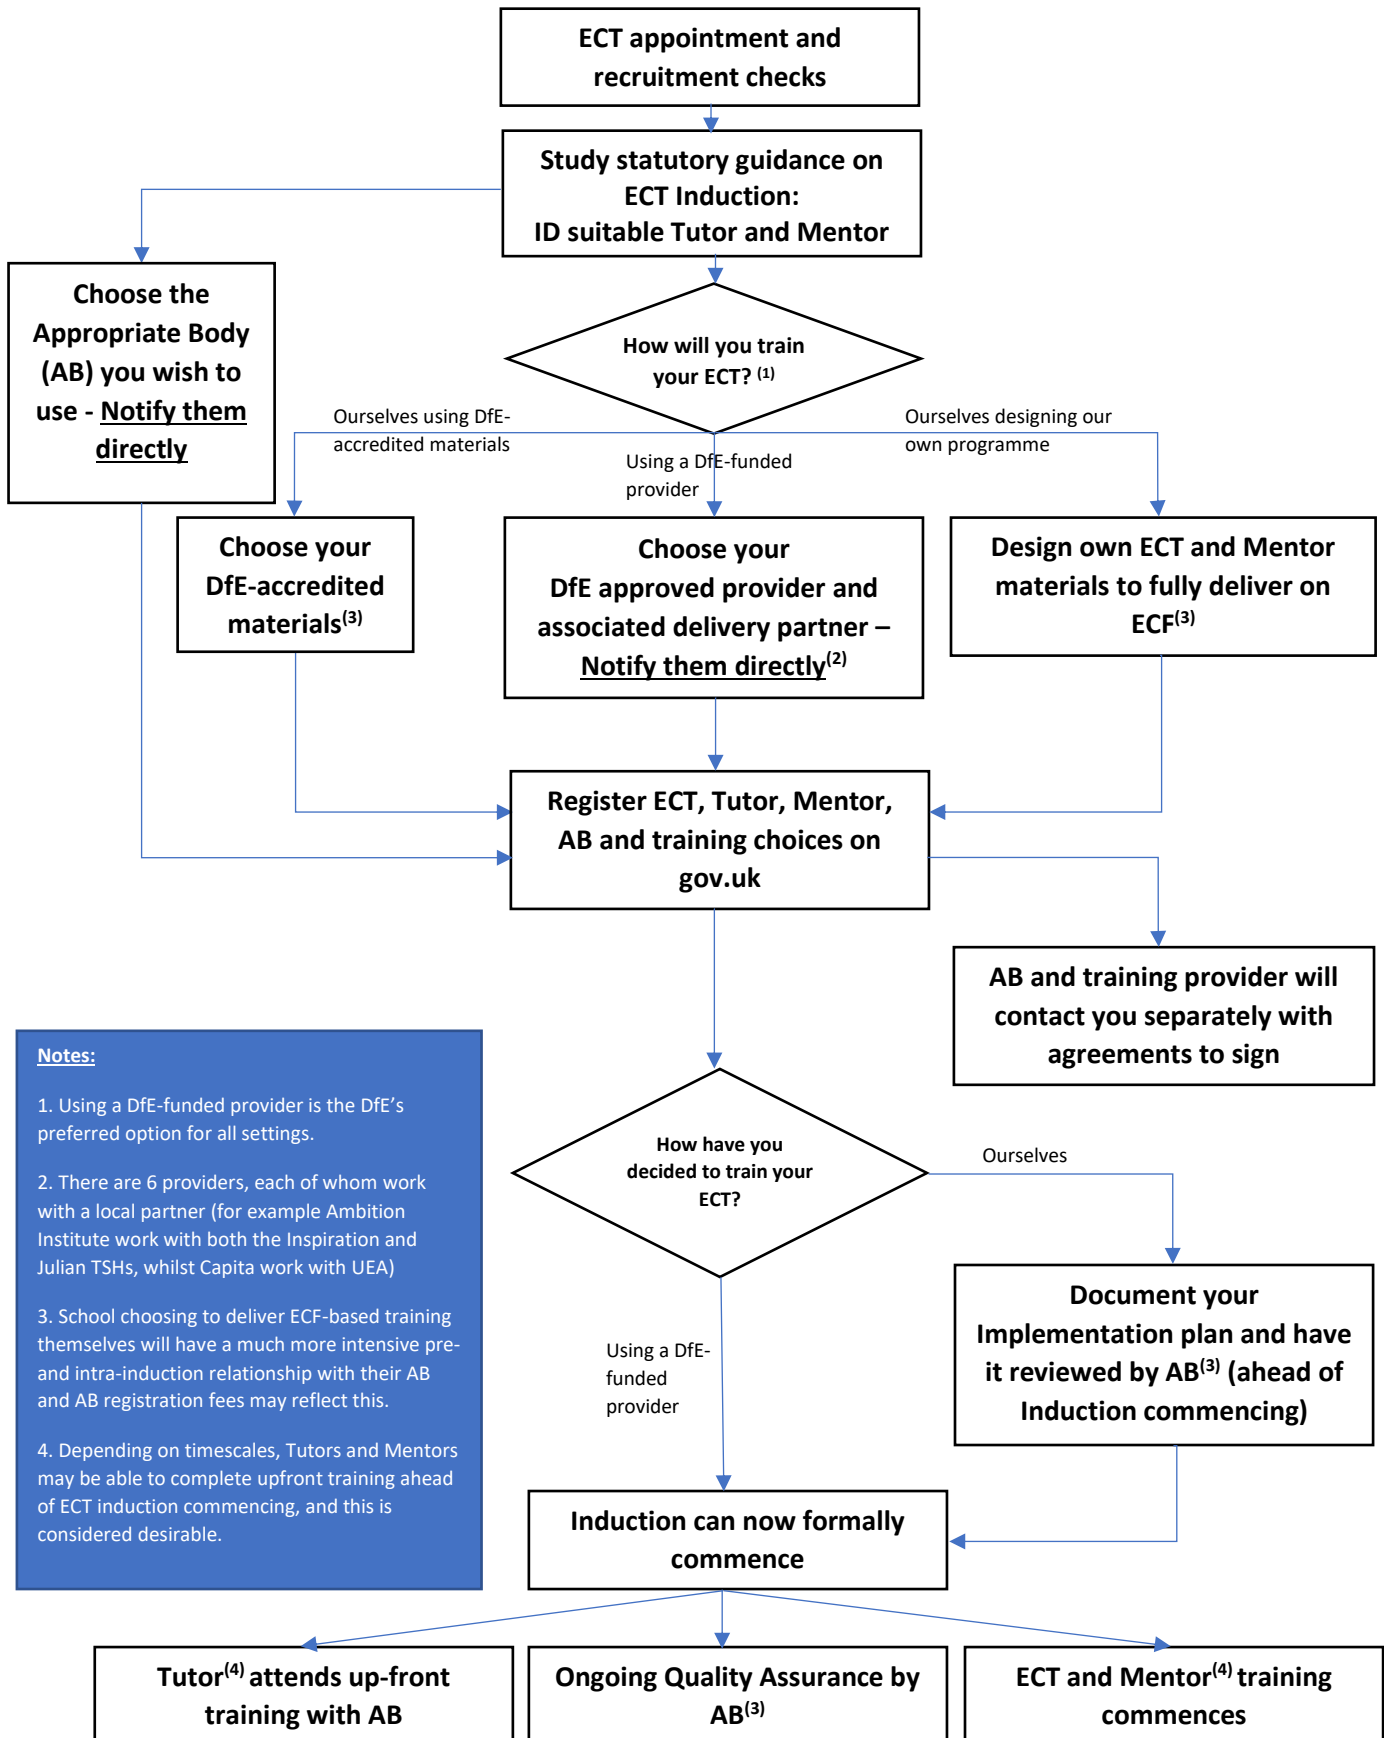 ECT appointment and
recruitment checks
Study statutory guidance on
ECT Induction:
ID suitable Tutor and Mentor
Choose the
Appropriate Body
(AB) you wish to
use - Notify them
directly
How will you train
your ECT? (1)
Ourselves using DfE-
accredited materials
Using a DfE-funded
provider
Ourselves designing our
own programme
Choose your
DfE-accredited
materials(3)
Choose your
DfE approved provider and
associated delivery partner –
Notify them directly(2)
Design own ECT and Mentor
materials to fully deliver on
ECF(3)
Register ECT, Tutor, Mentor,
AB and training choices on
gov.uk
AB and training provider will
contact you separately with
agreements to sign
Notes:
1. Using a DfE-funded provider is the DfE’s
preferred option for all settings.
2. There are 6 providers, each of whom work
with a local partner (for example Ambition
Institute work with both the Inspiration and
Julian TSHs, whilst Capita work with UEA)
3. School choosing to deliver ECF-based training
themselves will have a much more intensive pre-
and intra-induction relationship with their AB
and AB registration fees may reflect this.
4. Depending on timescales, Tutors and Mentors
may be able to complete upfront training ahead
of ECT induction commencing, and this is
considered desirable.
How have you
decided to train your
ECT?
Ourselves
Using a DfE-
funded
provider
Document your
Implementation plan and have
it reviewed by AB(3) (ahead of
Induction commencing)
Induction can now formally
commence
Tutor(4) attends up-front
training with AB
Ongoing Quality Assurance by
AB(3)
ECT and Mentor(4) training
commences